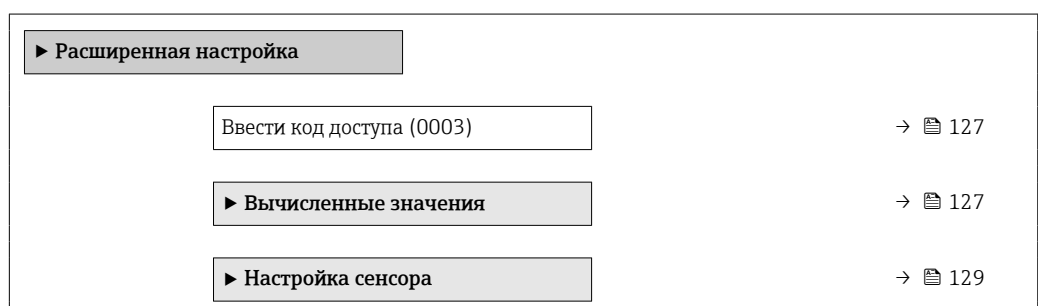 ▶ Расширенная настройка
Ввести код доступа (0003) → 127
▶ Вычисленные значения → 127
▶ Настройка сенсора → 129